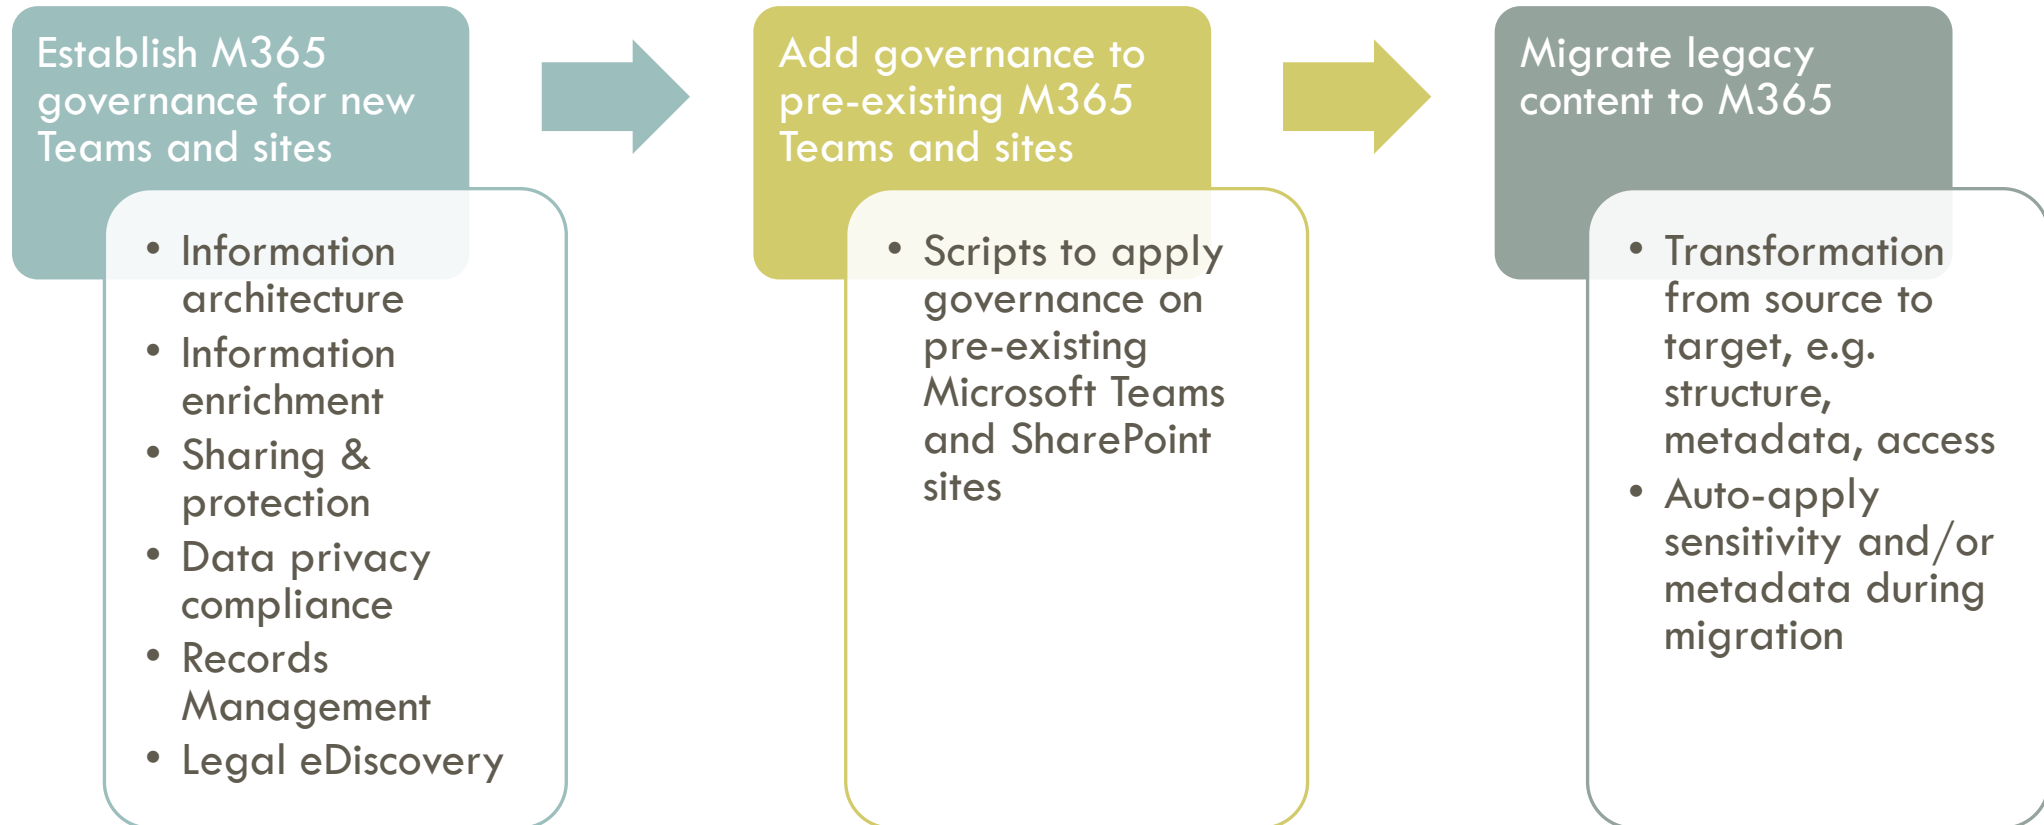 Establish M365
governance for new
Teams and sites
• Information
architecture
• Information
enrichment
• Sharing &
protection
• Data privacy
compliance
• Records
Management
• Legal eDiscovery
Add governance to
pre-existing M365
Teams and sites
• Scripts to apply
governance on
pre-existing
Microsoft Teams
and SharePoint
sites
Migrate legacy
content to M365
• Transformation
from source to
target, e.g.
structure,
metadata, access
• Auto-apply
sensitivity and/or
metadata during
migration